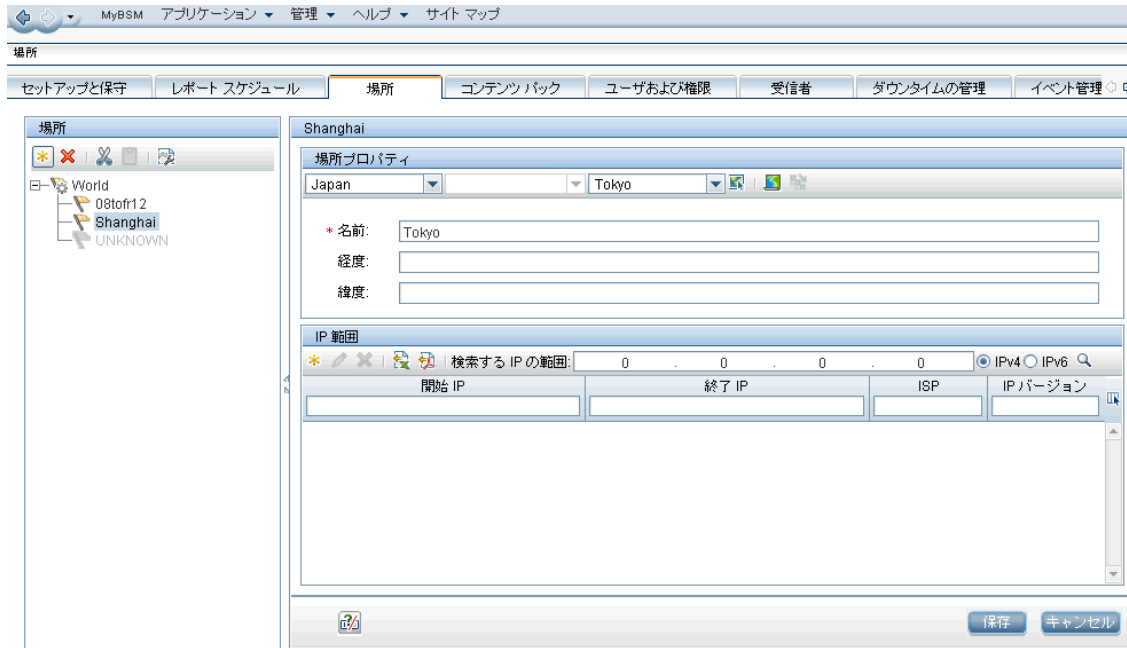 MyBSM アプリケーション 管理 ヘルプ サイト マップ
場所
セットアップと保守 レポート スケジュール 場所 コンテンツ パック ユーザおよび権限 受信者 ダウンタイムの管理 イベント管理
場所
World
08tofr12
Shanghai
UNKNOWN
Shanghai
場所プロパティ
Japan Tokyo
* 名前: Tokyo
経度:
緯度:
IP 範囲
検索する IP の範囲: 0 . 0 . 0 . 0 IPv4 IPv6
開始 IP 終了 IP ISP IP バージョン
保存 キャンセル